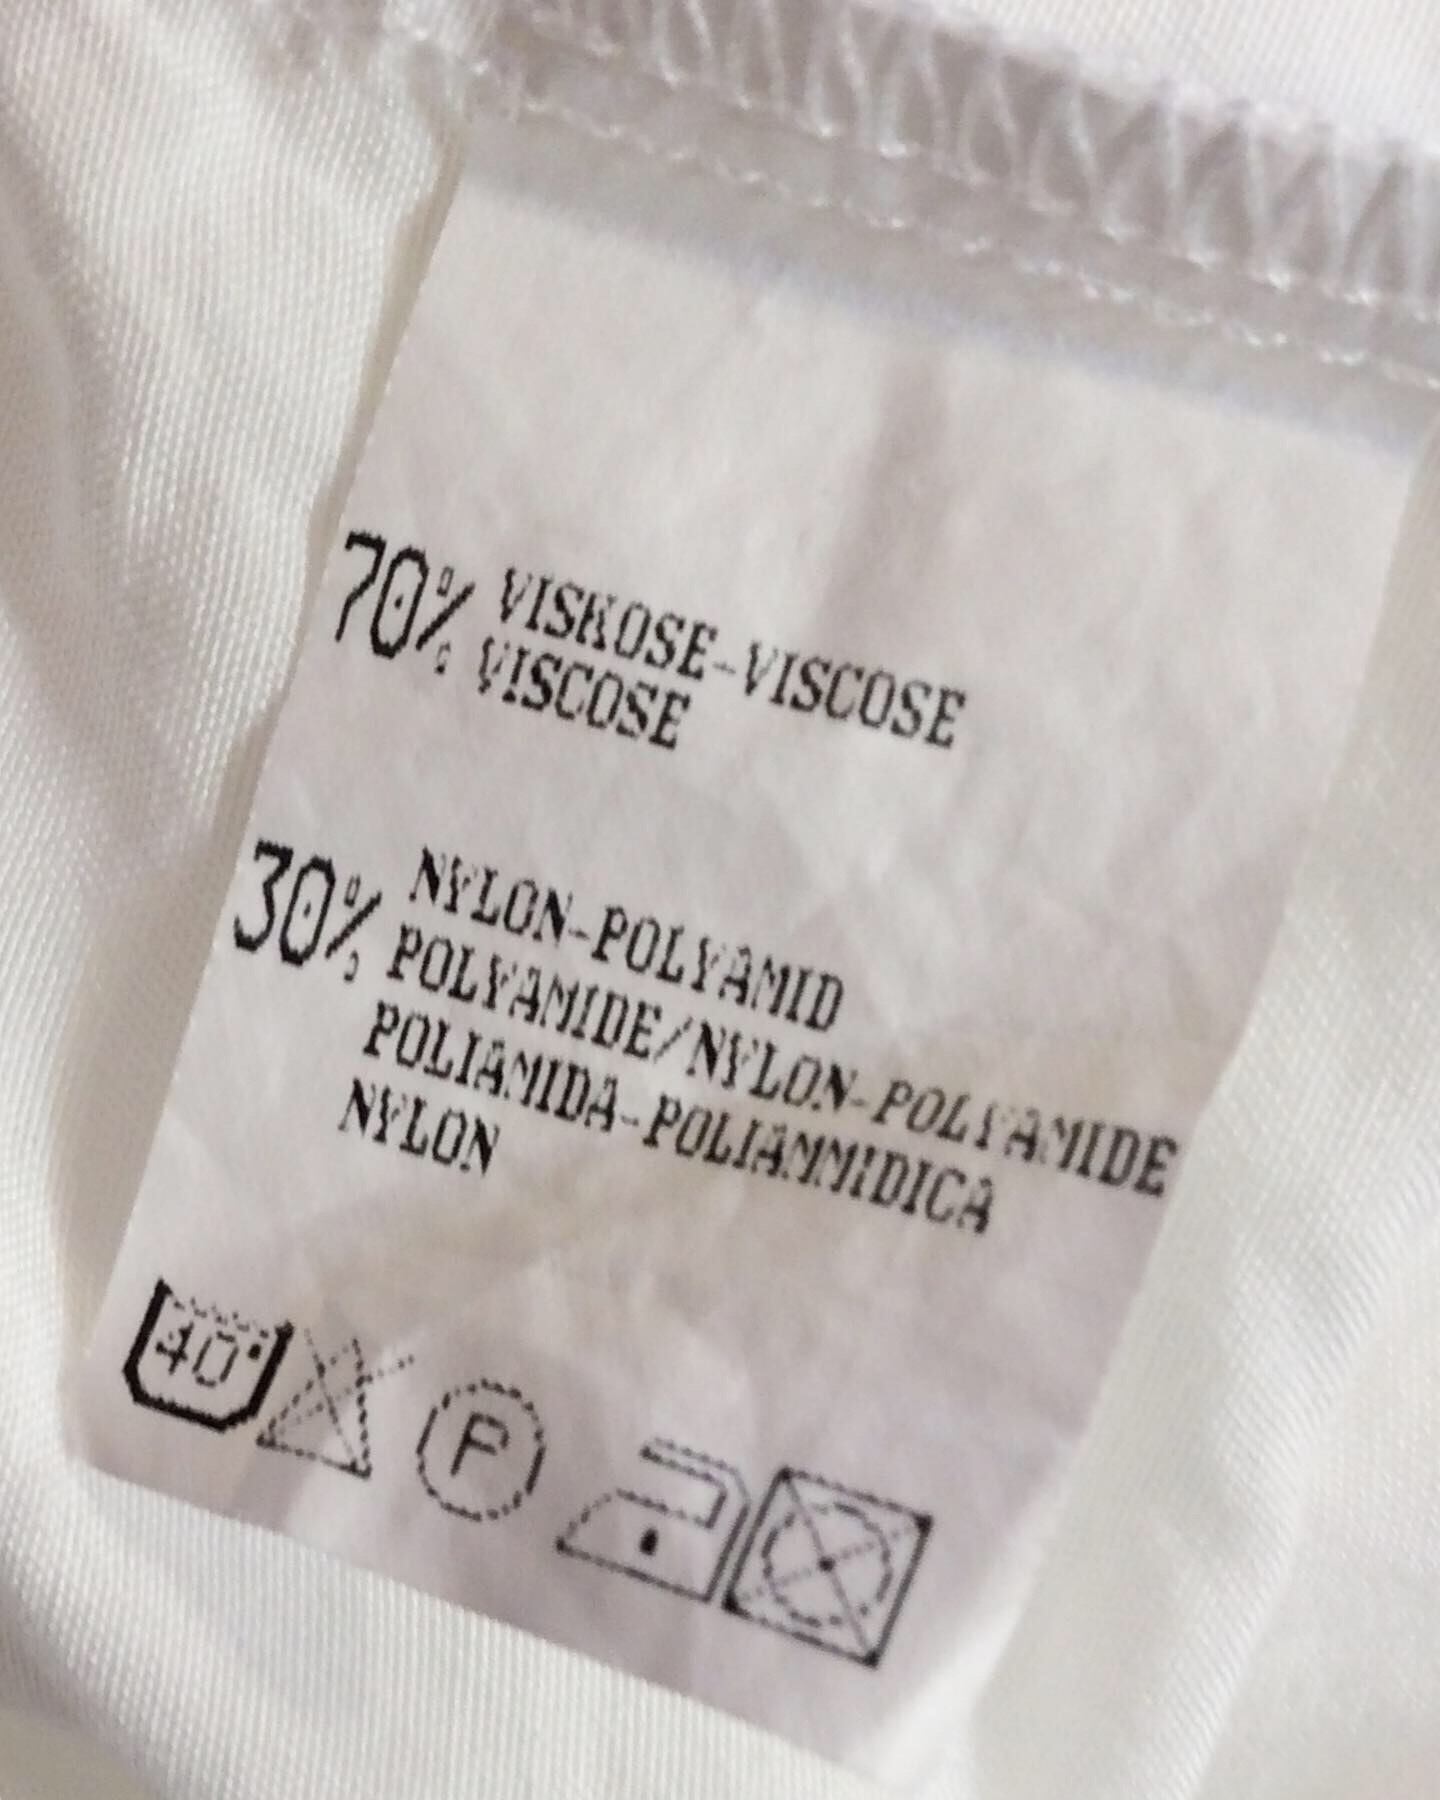 70% VISKOSE-VISCOSE
VISCOSE
30% NYLON-POLYAMID
POLYAMIDE/NYLON-POLYAMIDE
POLIAMIDA-POLIAMMIDICA
NYLON
40°
P